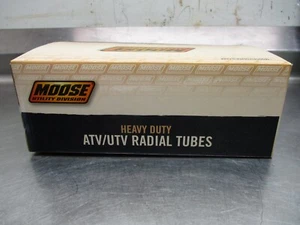 MOOSE
UTILITY DIVISION
HEAVY DUTY
ATV/UTV RADIAL TUBES